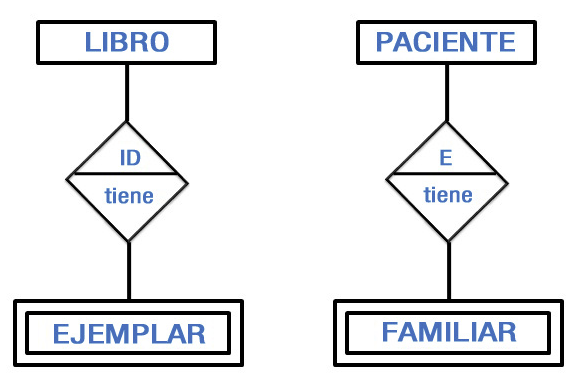 LIBRO
ID
tiene
EJEMPLAR
PACIENTE
E
tiene
FAMILIAR